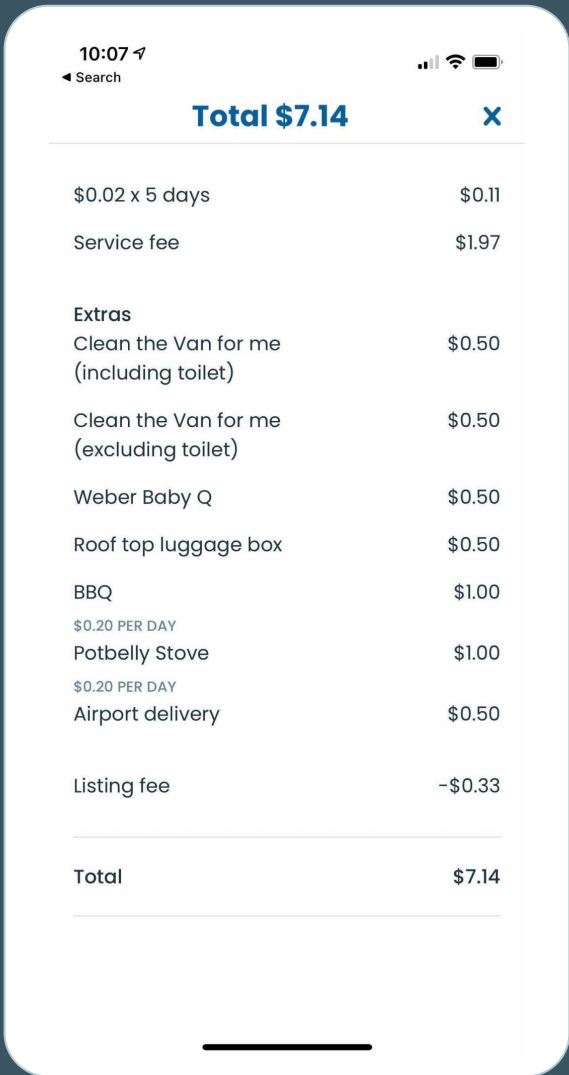 10:07
◀ Search
Total $7.14 ×
$0.02 x 5 days $0.11
Service fee $1.97
Extras
Clean the Van for me $0.50
(including toilet)
Clean the Van for me $0.50
(excluding toilet)
Weber Baby Q $0.50
Roof top luggage box $0.50
BBQ $1.00
$0.20 PER DAY
Potbelly Stove $1.00
$0.20 PER DAY
Airport delivery $0.50
Listing fee -$0.33
Total $7.14